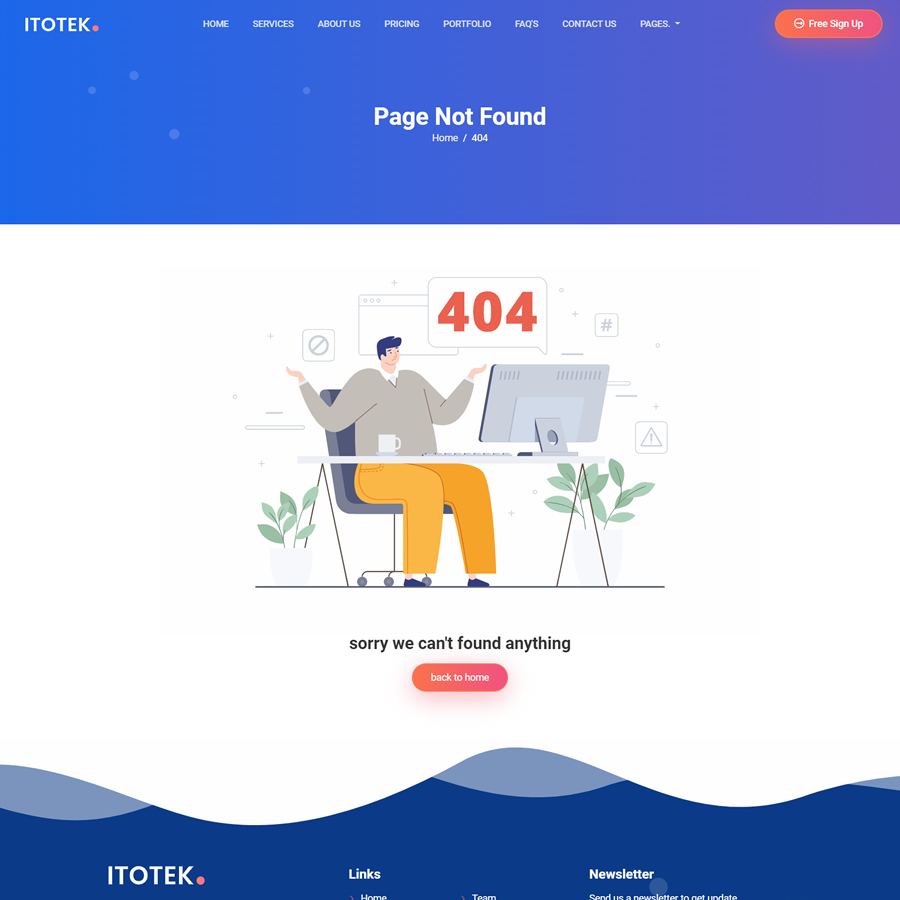 ITOTEK.
HOME SERVICES ABOUT US PRICING PORTFOLIO FAQ'S CONTACT US PAGES.
Free Sign Up
Page Not Found
Home / 404
404
#
!
sorry we can't found anything
back to home
ITOTEK.
Links
Newsletter
Home
Team
Send us a newsletter to get update